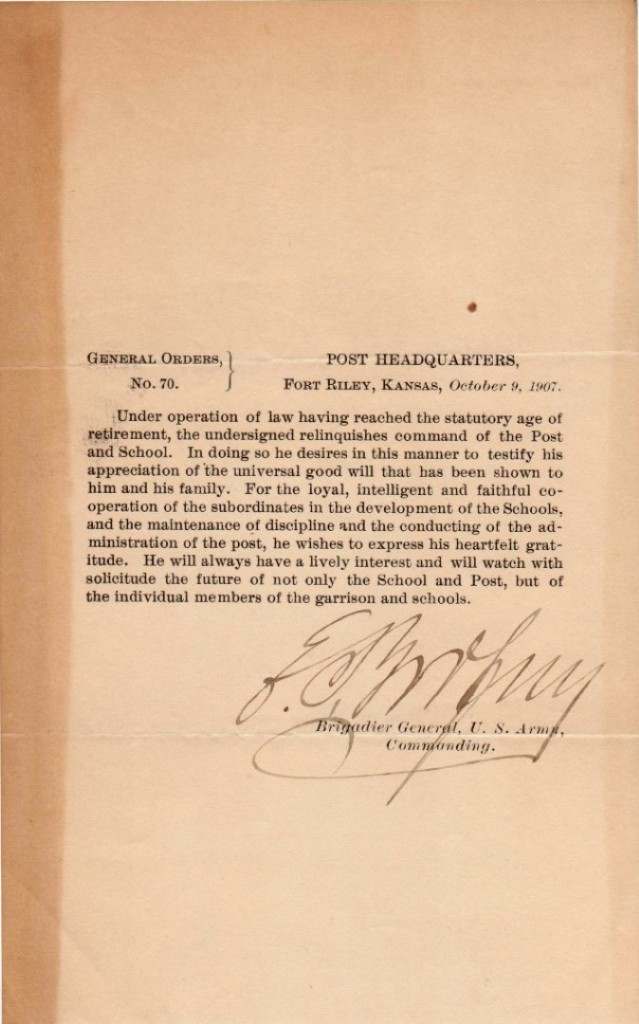 GENERAL ORDERS, } POST HEADQUARTERS,
No. 70. FORT RILEY, KANSAS, October 9, 1907.
Under operation of law having reached the statutory age of
retirement, the undersigned relinquishes command of the Post
and School. In doing so he desires in this manner to testify his
appreciation of the universal good will that has been shown to
him and his family. For the loyal, intelligent and faithful co-
operation of the subordinates in the development of the Schools,
and the maintenance of discipline and the conducting of the ad-
ministration of the post, he wishes to express his heartfelt grat-
itude. He will always have a lively interest and will watch with
solicitude the future of not only the School and Post, but of
the individual members of the garrison and schools.
Brigadier General, U. S. Army,
Commanding.